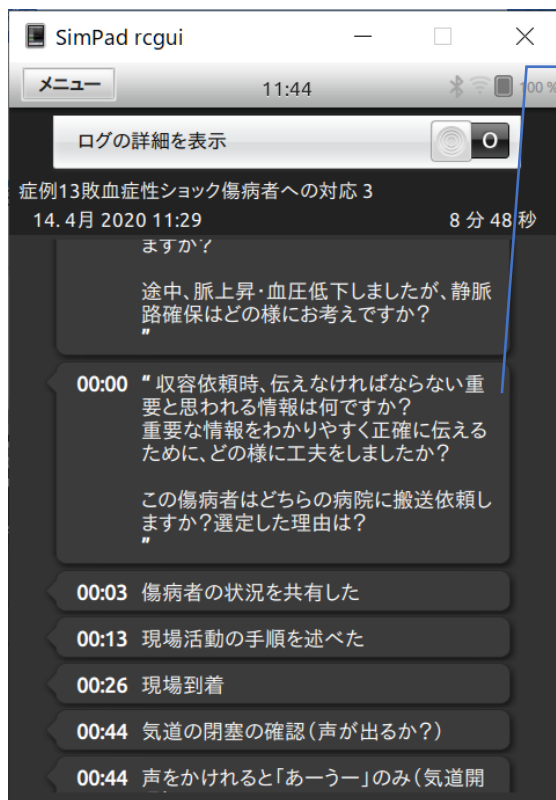 SimPad rcgui
メニュー
11:44
100 %
ログの詳細を表示
O
症例13敗血症性ショック傷病者への対応 3
14. 4月 2020 11:29
8 分 48 秒
ますか?
途中、脈上昇・血圧低下しましたが、静脈
路確保はどの様にお考えですか?
"
00:00 " 収容依頼時、伝えなければならない重
要と思われる情報は何ですか?
重要な情報をわかりやすく正確に伝える
ために、どの様に工夫をしましたか?
この傷病者はどちらの病院に搬送依頼し
ますか?選定した理由は?
"
00:03 傷病者の状況を共有した
00:13 現場活動の手順を述べた
00:26 現場到着
00:44 気道の閉塞の確認(声が出るか?)
00:44 声をかけれると「あーうー」のみ(気道開